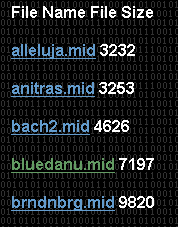 File Name File Size
alleluja.mid 3232
anitras.mid 3253
bach2.mid 4626
bluedanu.mid 7197
brndnbrg.mid 9820